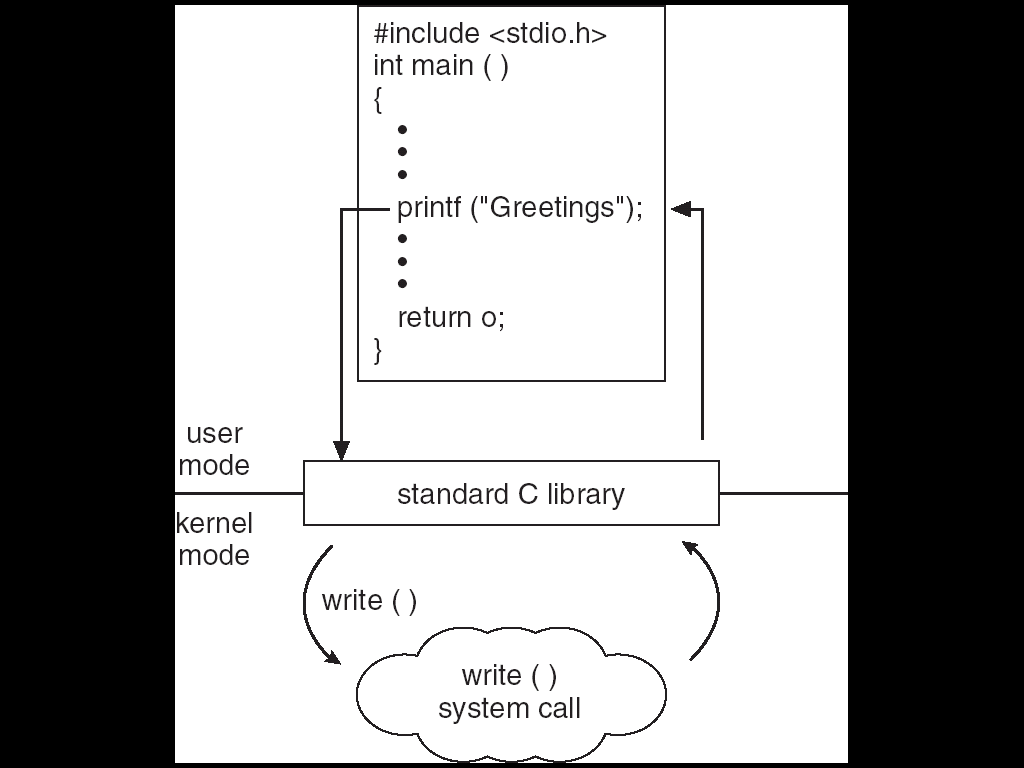 #include <stdio.h>
int main ( )
{
•
•
•
printf ("Greetings");
•
•
•
return o;
}
user
mode
standard C library
kernel
mode
write ( )
write ( )
system call